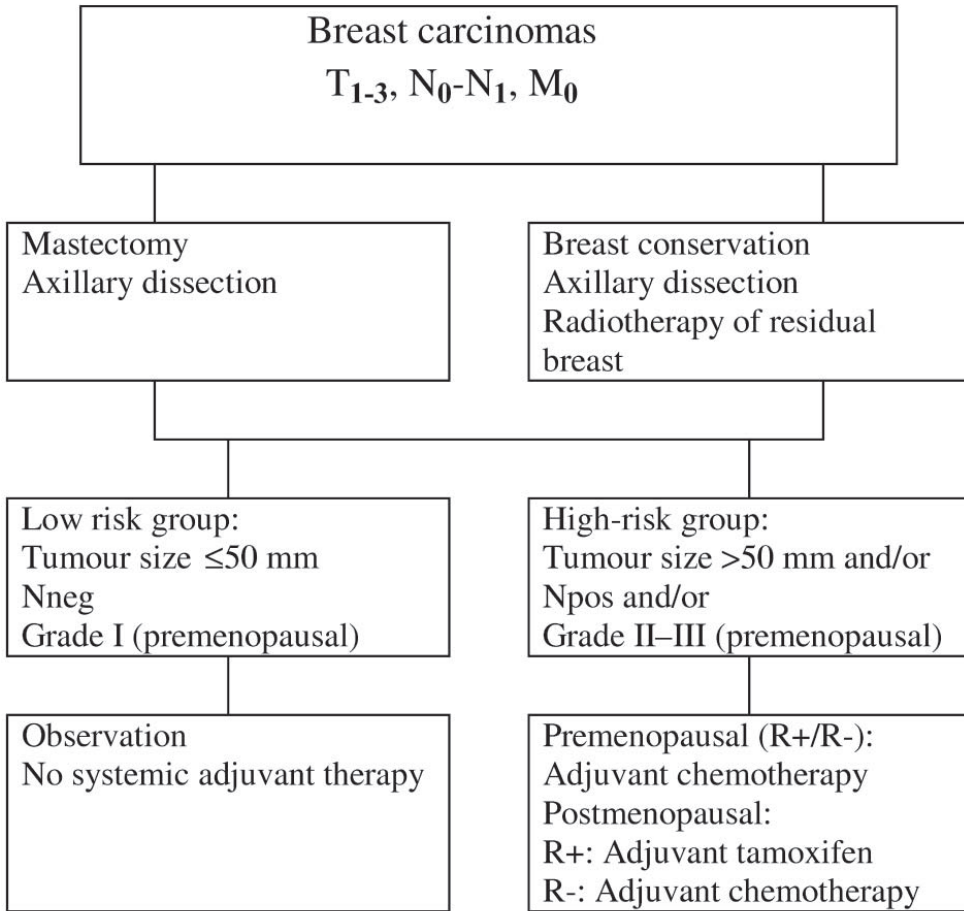 Breast carcinomas
T1-3, N0-N1, M0
Mastectomy
Axillary dissection
Breast conservation
Axillary dissection
Radiotherapy of residual
breast
Low risk group:
Tumour size ≤50 mm
Nneg
Grade I (premenopausal)
High-risk group:
Tumour size >50 mm and/or
Npos and/or
Grade II–III (premenopausal)
Observation
No systemic adjuvant therapy
Premenopausal (R+/R-):
Adjuvant chemotherapy
Postmenopausal:
R+: Adjuvant tamoxifen
R-: Adjuvant chemotherapy